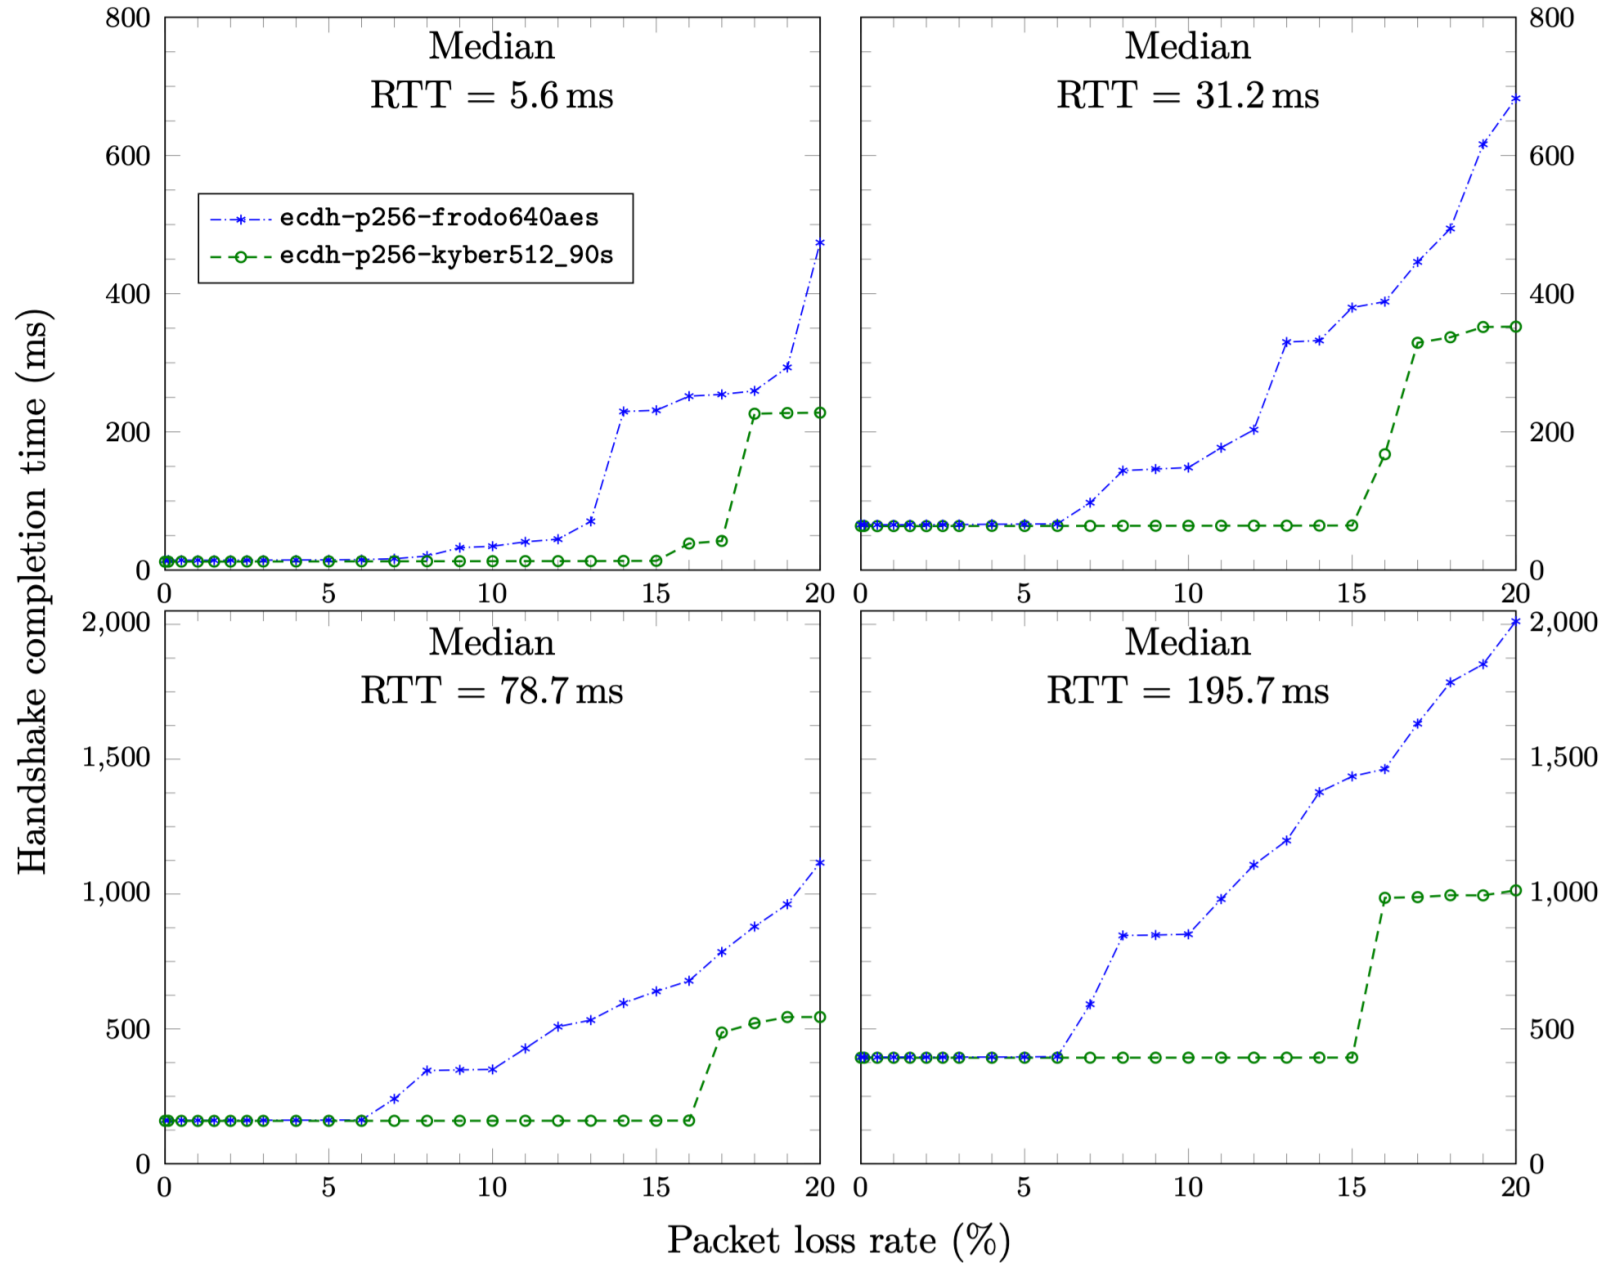 Handshake completion time (ms)
800
600
400
200
0
Median
RTT = 5.6 ms
ecdh-p256-frodo640aes
ecdh-p256-kyber512_90s
0 5 10 15 20
Median
RTT = 31.2 ms
800
600
400
200
0
0 5 10 15 20
2,000
1,500
1,000
500
0
Median
RTT = 78.7 ms
0 5 10 15 20
Median
RTT = 195.7 ms
2,000
1,500
1,000
500
0
0 5 10 15 20
Packet loss rate (%)